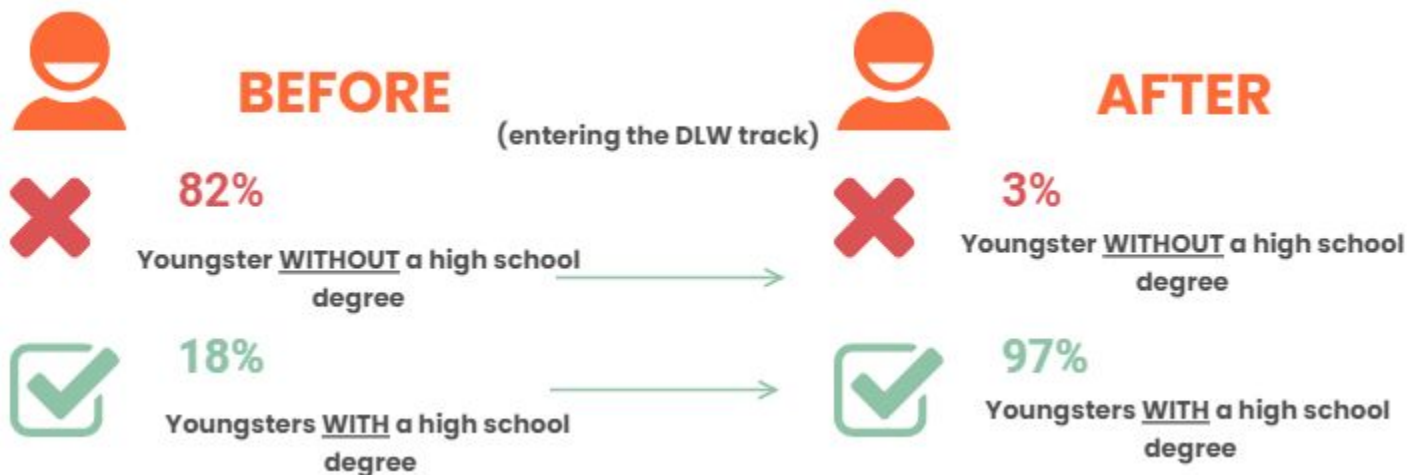 BEFORE
(entering the DLW track)
AFTER
82%
Youngster WITHOUT a high school
degree
3%
Youngster WITHOUT a high school
degree
18%
Youngsters WITH a high school
degree
97%
Youngsters WITH a high school
degree